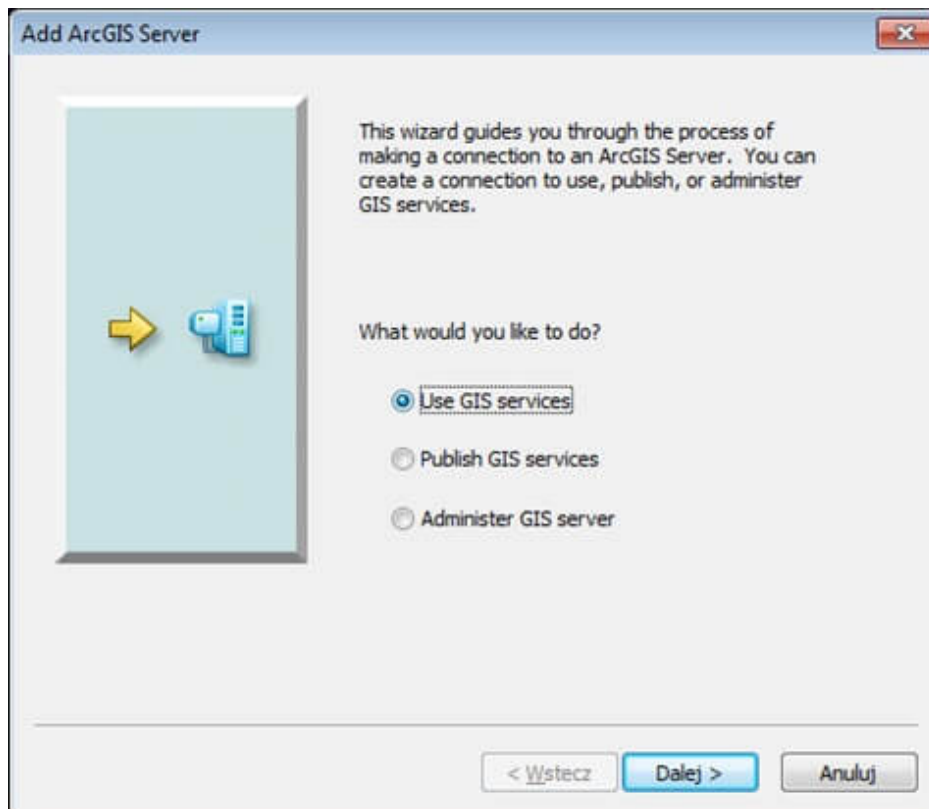 Add ArcGIS Server
This wizard guides you through the process of
making a connection to an ArcGIS Server.  You can
create a connection to use, publish, or administer
GIS services.
What would you like to do?
Use GIS services
Publish GIS services
Administer GIS server
< Wstecz
Dalej >
Anuluj